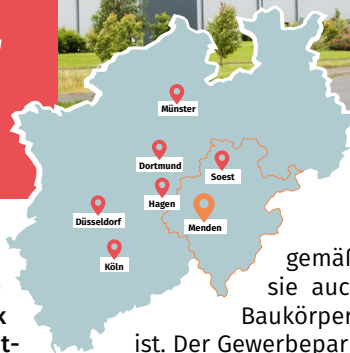 Münster
Dortmund
Soest
Hagen
Menden
Düsseldorf
Köln
gemäß
sie auc
Baukörper
k
t-
ist. Der Gewerbepar